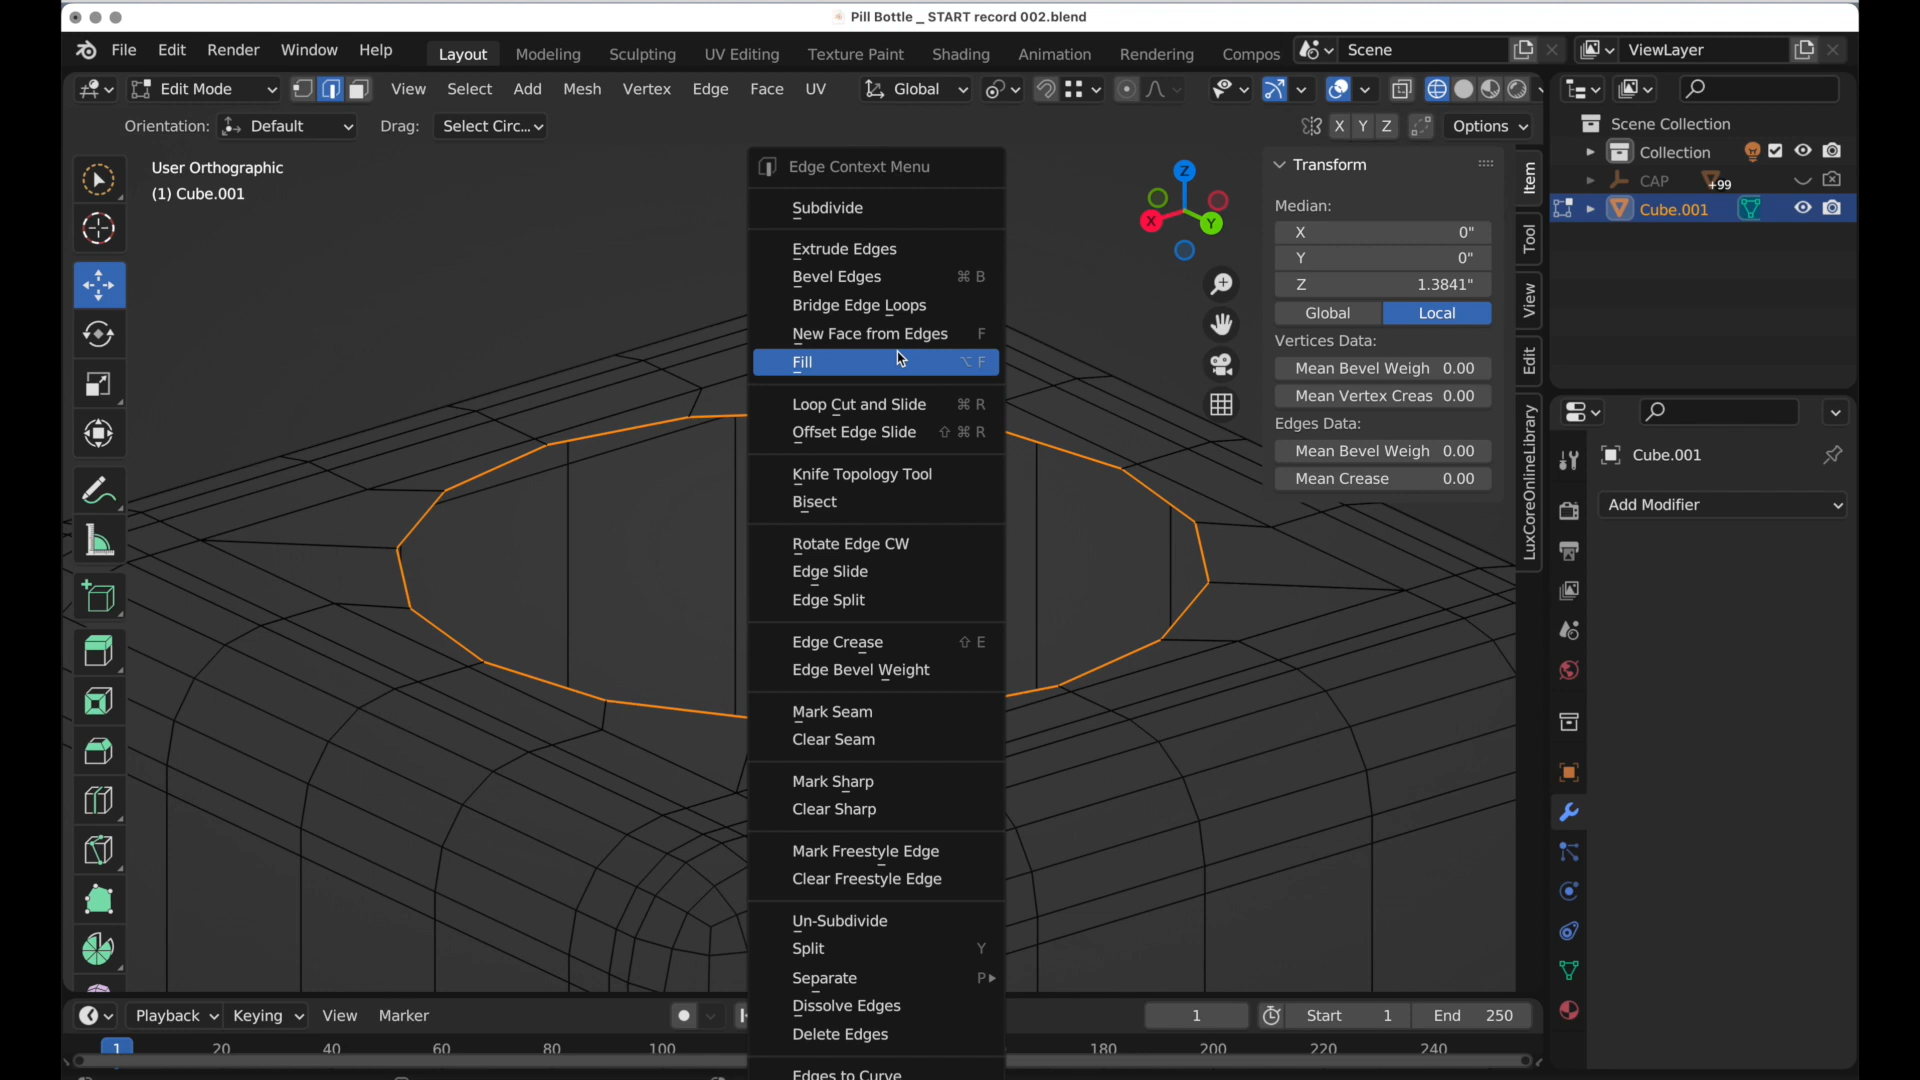 Pill Bottle _ START record 002.blend
File Edit Render Window Help
Layout Modeling Sculpting UV Editing Texture Paint Shading Animation Rendering Compos
Scene
ViewLayer
Edit Mode
View Select Add Mesh Vertex Edge Face UV
Global
Orientation: Default Drag: Select Circ...
X Y Z
Options
User Orthographic
(1) Cube.001
Edge Context Menu
Subdivide
Extrude Edges
Bevel Edges ⌘ B
Bridge Edge Loops
New Face from Edges F
Fill ⌥ F
Loop Cut and Slide ⌘ R
Offset Edge Slide ⇧ ⌘ R
Knife Topology Tool
Bisect
Rotate Edge CW
Edge Slide
Edge Split
Edge Crease ⇧ E
Edge Bevel Weight
Mark Seam
Clear Seam
Mark Sharp
Clear Sharp
Mark Freestyle Edge
Clear Freestyle Edge
Un-Subdivide
Split Y
Separate P
Dissolve Edges
Delete Edges
Edges to Curve
Z
X
Y
Transform
Median:
X 0"
Y 0"
Z 1.3841"
Global Local
Vertices Data:
Mean Bevel Weigh 0.00
Mean Vertex Creas 0.00
Edges Data:
Mean Bevel Weigh 0.00
Mean Crease 0.00
Item
Tool
View
Edit
LuxCoreOnlineLibrary
Scene Collection
Collection
CAP +99
Cube.001
Cube.001
Add Modifier
Playback Keying View Marker
1 Start 1 End 250
1 20 40 60 80 100 180 200 220 240